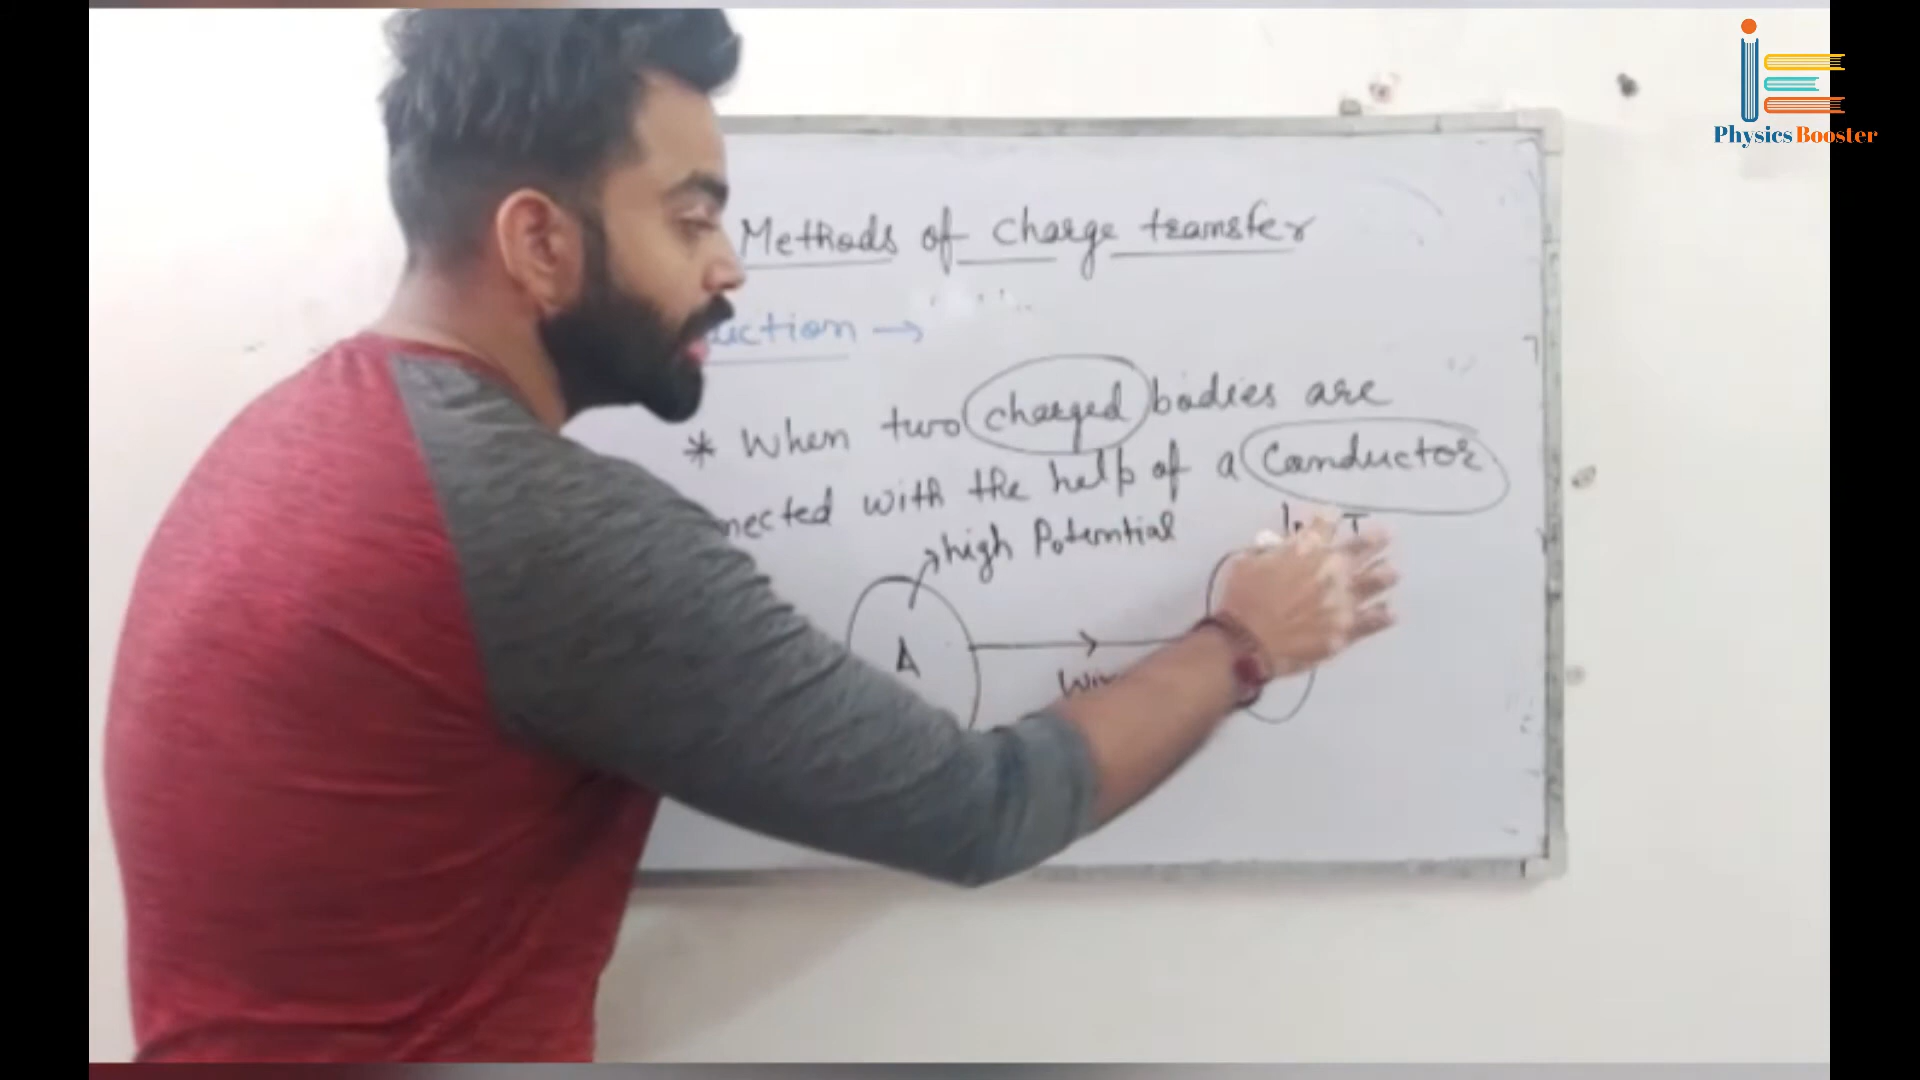 Physics Booster
Methods of charge transfer
uction →
* When two charged bodies are
nected with the help of a conductor
high Potential
A